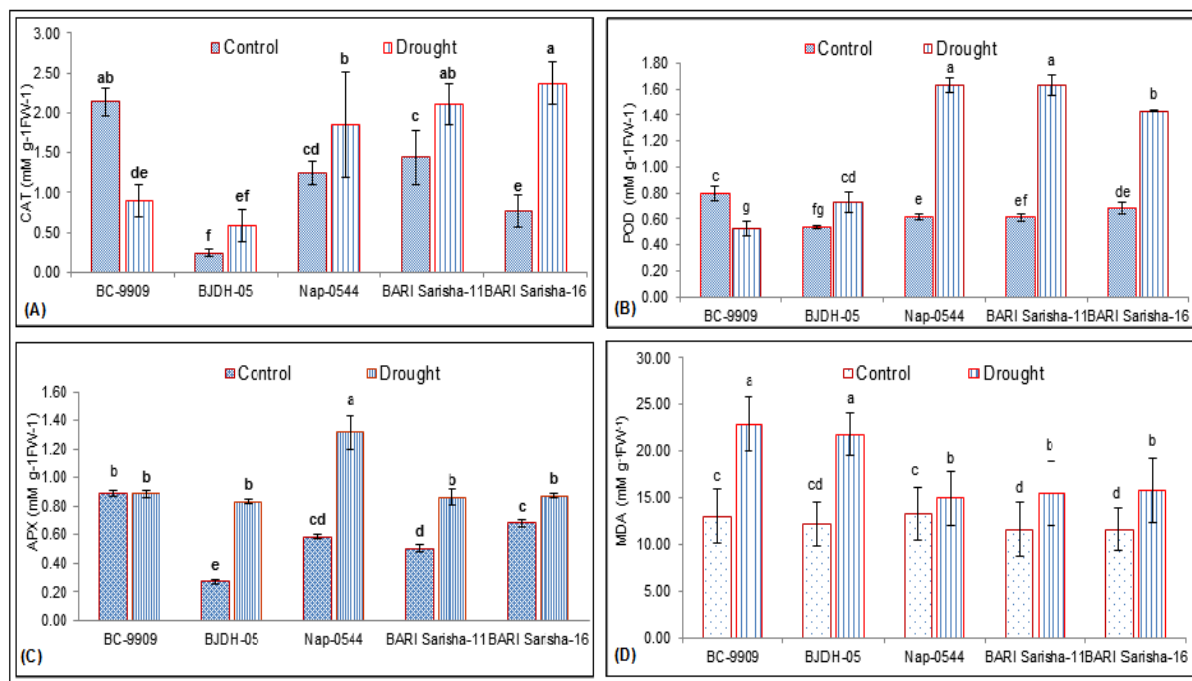 3.00
2.50
2.00
1.50
1.00
0.50
0.00
CAT (mM g-1FW-1)
Control Drought
ab de f ef cd b c ab e a
BC-9909 BJDH-05 Nap-0544 BARI Sarisha-11 BARI Sarisha-16
(A)
1.80
1.60
1.40
1.20
1.00
0.80
0.60
0.40
0.20
0.00
POD (mM g-1FW-1)
Control Drought
c g fg cd e a ef a de b
BC-9909 BJDH-05 Nap-0544 BARI Sarisha-11 BARI Sarisha-16
(B)
1.60
1.40
1.20
1.00
0.80
0.60
0.40
0.20
0.00
APX (mM g-1FW-1)
Control Drought
b b e b cd a d b c b
BC-9909 BJDH-05 Nap-0544 BARI Sarisha-11 BARI Sarsha-16
(C)
30.00
25.00
20.00
15.00
10.00
5.00
0.00
MDA (mM g⁻¹FW⁻¹)
Control Drought
c a cd a c b d b d b
BC-9909 BJDH-05 Nap-0544 BARI Sarisha-11 BARI Sarisha-16
(D)